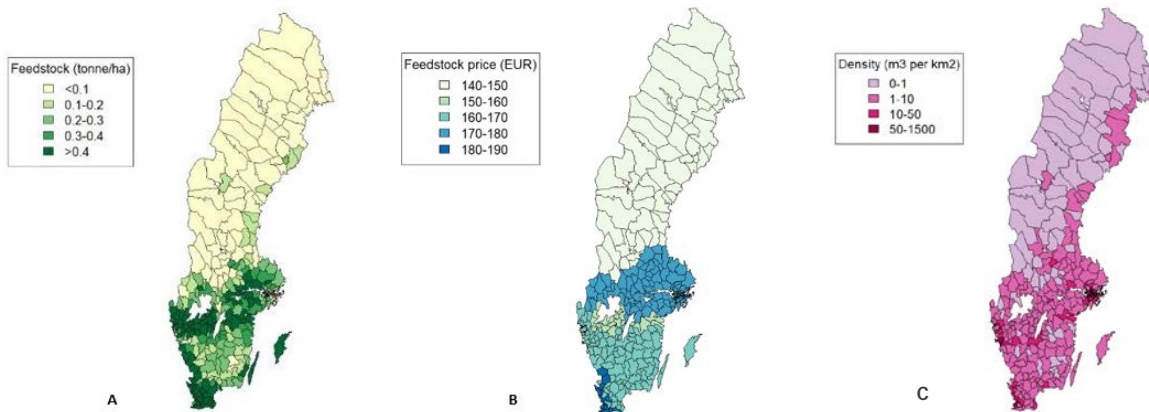 Feedstock (tonne/ha)
<0.1
0.1-0.2
0.2-0.3
0.3-0.4
>0.4
A
Feedstock price (EUR)
140-150
150-160
160-170
170-180
180-190
B
Density (m3 per km2)
0-1
1-10
10-50
50-1500
C